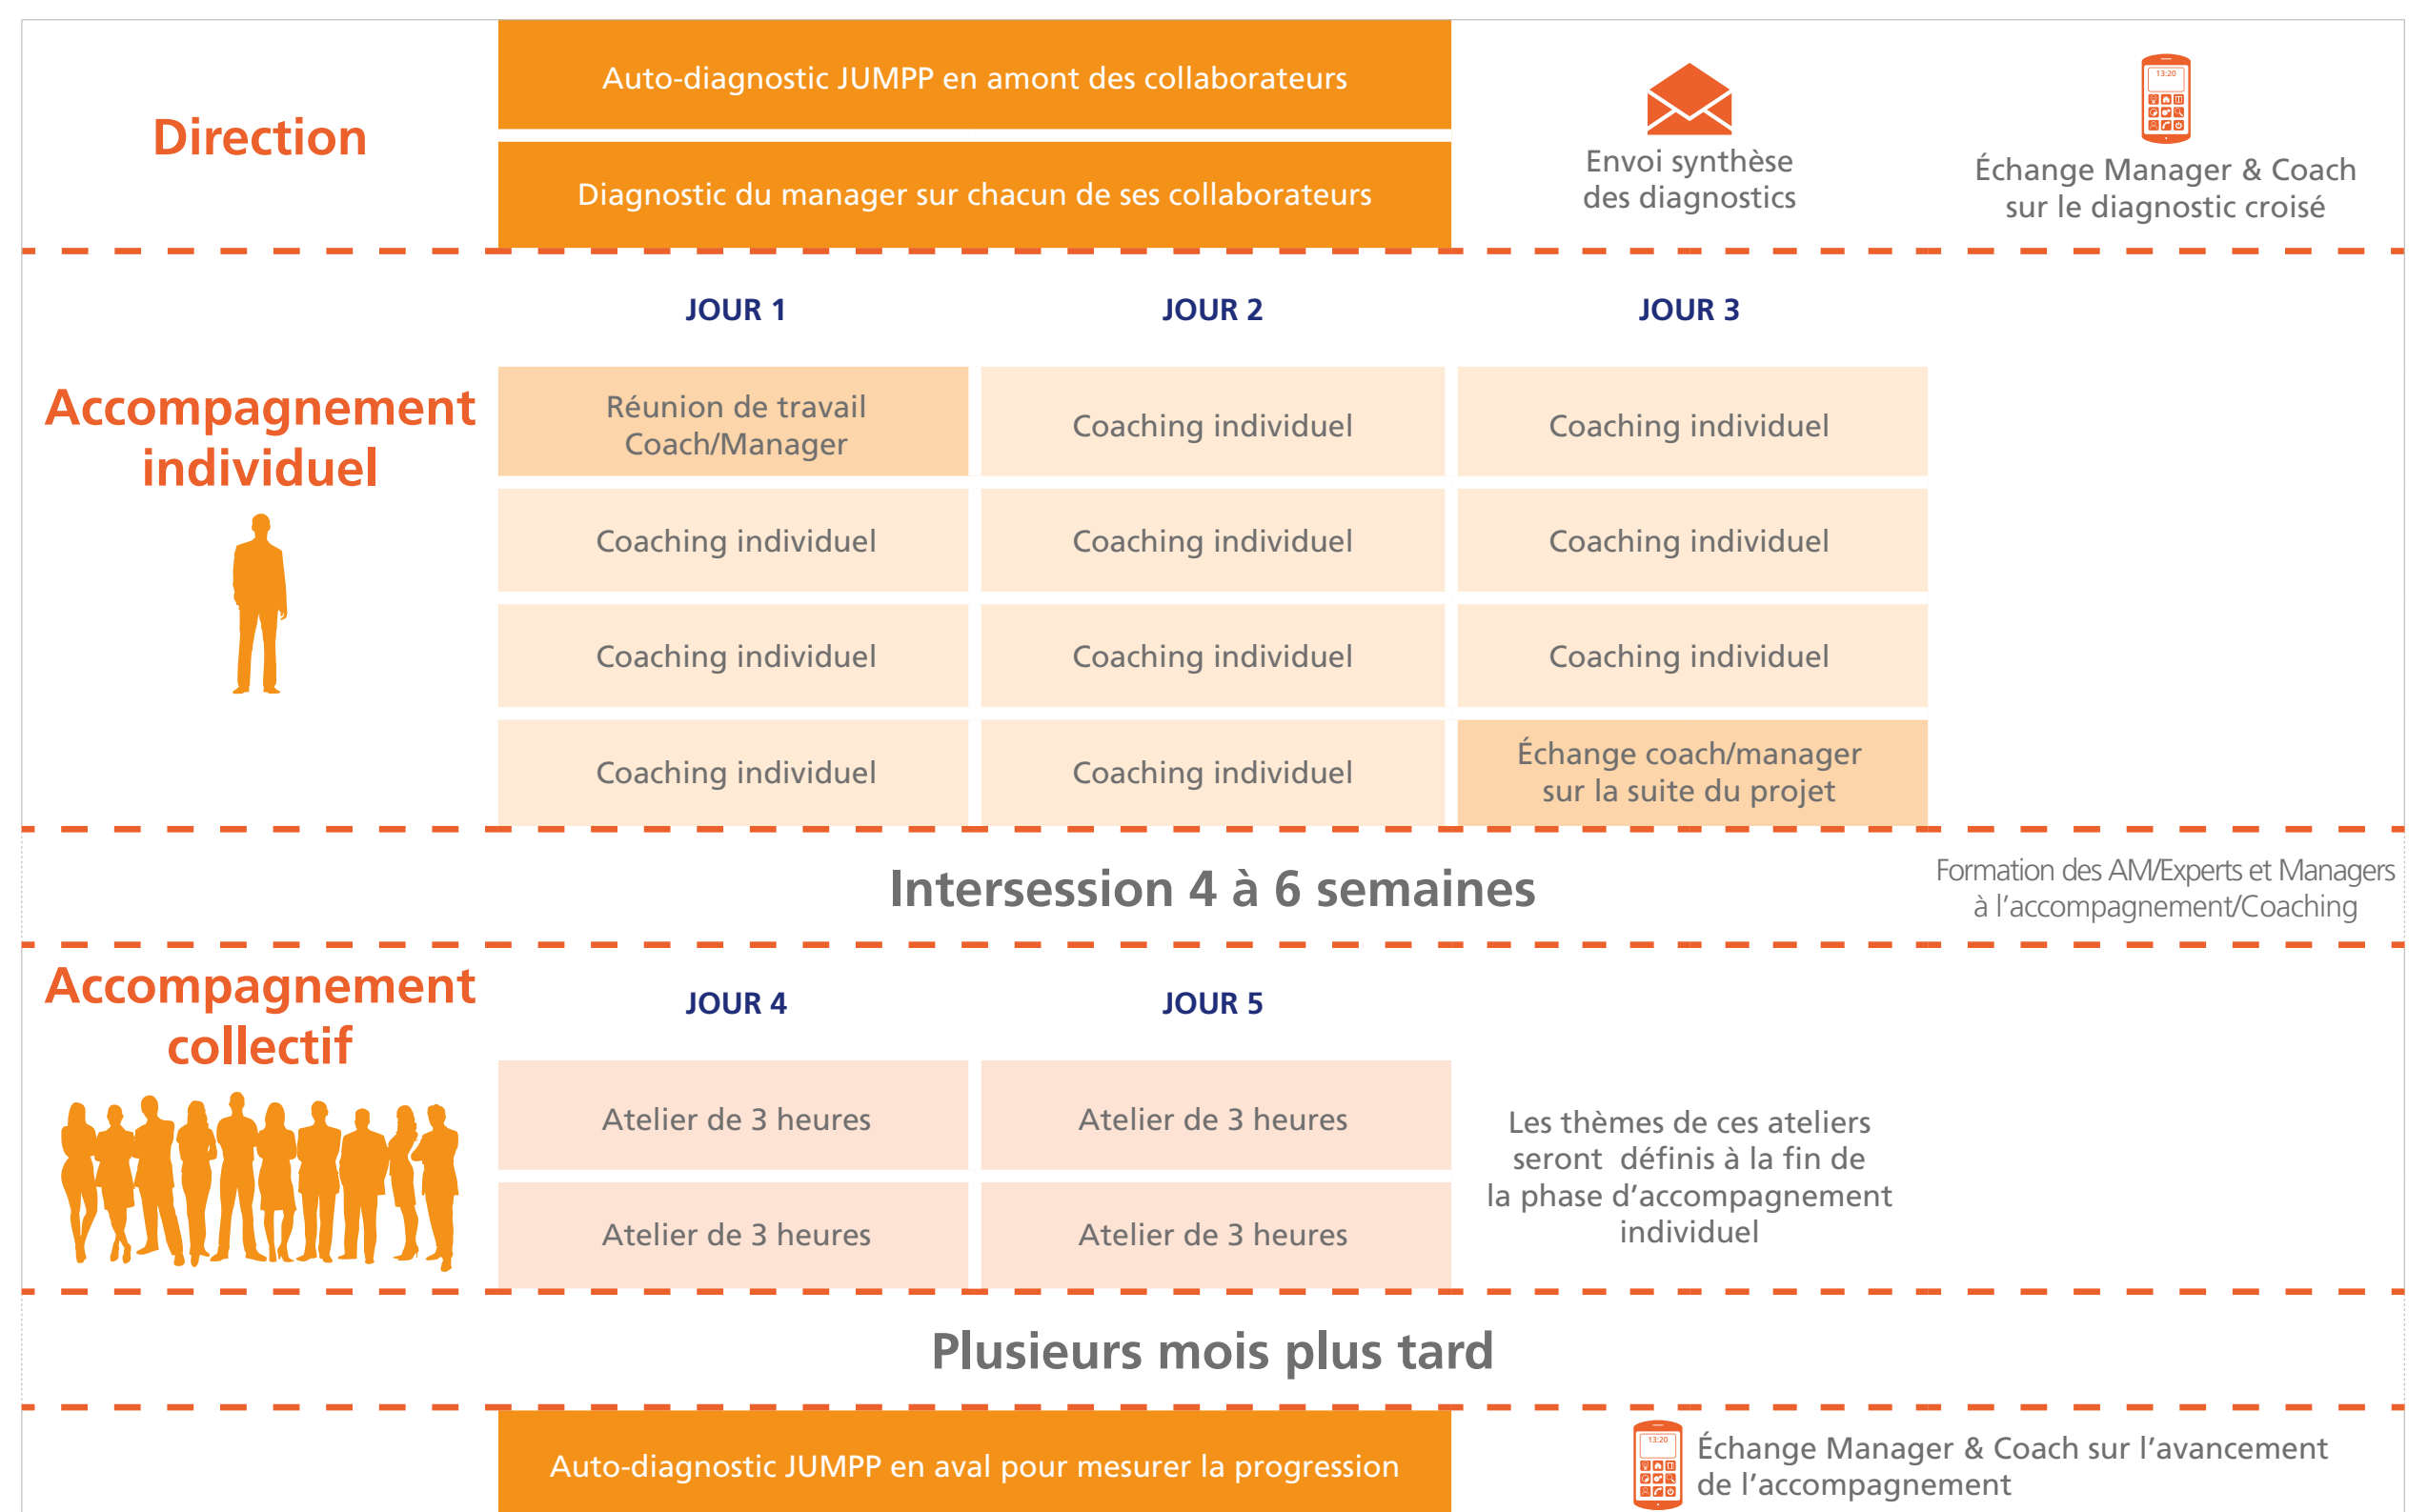 Direction
Auto-diagnostic JUMPP en amont des collaborateurs
Diagnostic du manager sur chacun de ses collaborateurs
Envoi synthèse
des diagnostics
13:20
Échange Manager & Coach
sur le diagnostic croisé
Accompagnement
individuel
JOUR 1
JOUR 2
JOUR 3
Réunion de travail
Coach/Manager
Coaching individuel
Coaching individuel
Coaching individuel
Coaching individuel
Coaching individuel
Coaching individuel
Coaching individuel
Coaching individuel
Coaching individuel
Coaching individuel
Échange coach/manager
sur la suite du projet
Intersession 4 à 6 semaines
Formation des AM/Experts et Managers
à l’accompagnement/Coaching
Accompagnement
collectif
JOUR 4
JOUR 5
Atelier de 3 heures
Atelier de 3 heures
Atelier de 3 heures
Atelier de 3 heures
Les thèmes de ces ateliers
seront définis à la fin de
la phase d’accompagnement
individuel
Plusieurs mois plus tard
Auto-diagnostic JUMPP en aval pour mesurer la progression
13:20
Échange Manager & Coach sur l’avancement
de l’accompagnement